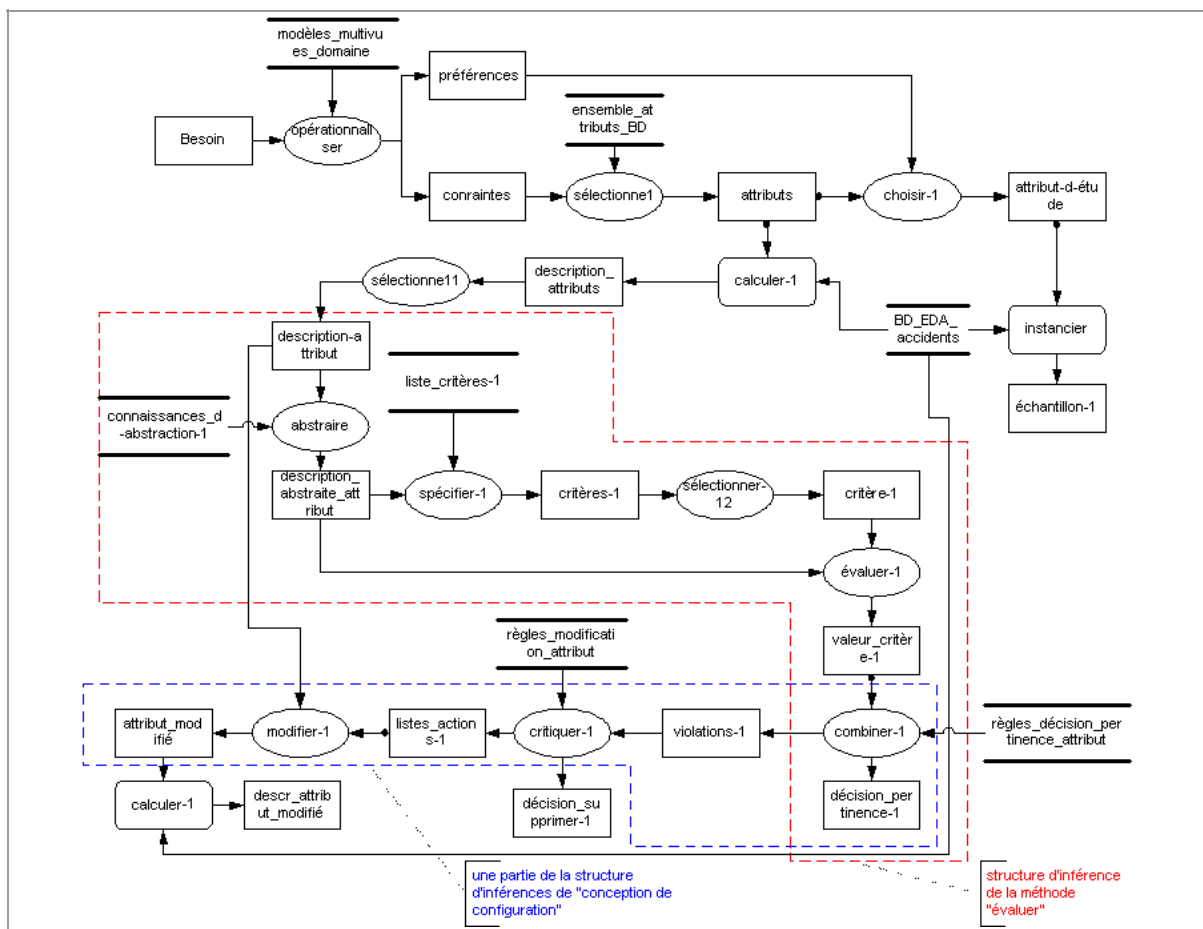 modèles_multivu
es_domaine
préférences
ensemble_at
tributs_BD
Besoin
opérationnali
ser
conraintes
sélectionne1
attributs
choisir-1
attribut-d-étu
de
sélectionne11
description_
attributs
calculer-1
BD_EDA_
accidents
instancier
description-a
ttribut
liste_critères-1
échantillon-1
connaissances_d
-abstraction-1
abstraire
description_
abstraite_att
ribut
spécifier-1
critères-1
sélectionner-
12
critère-1
évaluer-1
règles_modificati
on_attribut
valeur_critèr
e-1
attribut_mod
ifié
modifier-1
listes_action
s-1
critiquer-1
violations-1
combiner-1
règles_décision_per
tinence_attribut
calculer-1
descr_attrib
ut_modifié
décision_su
pprimer-1
décision_per
tinence-1
une partie de la structure
d'inférences de "conception de
configuration"
structure d'inférence
de la méthode
"évaluer"